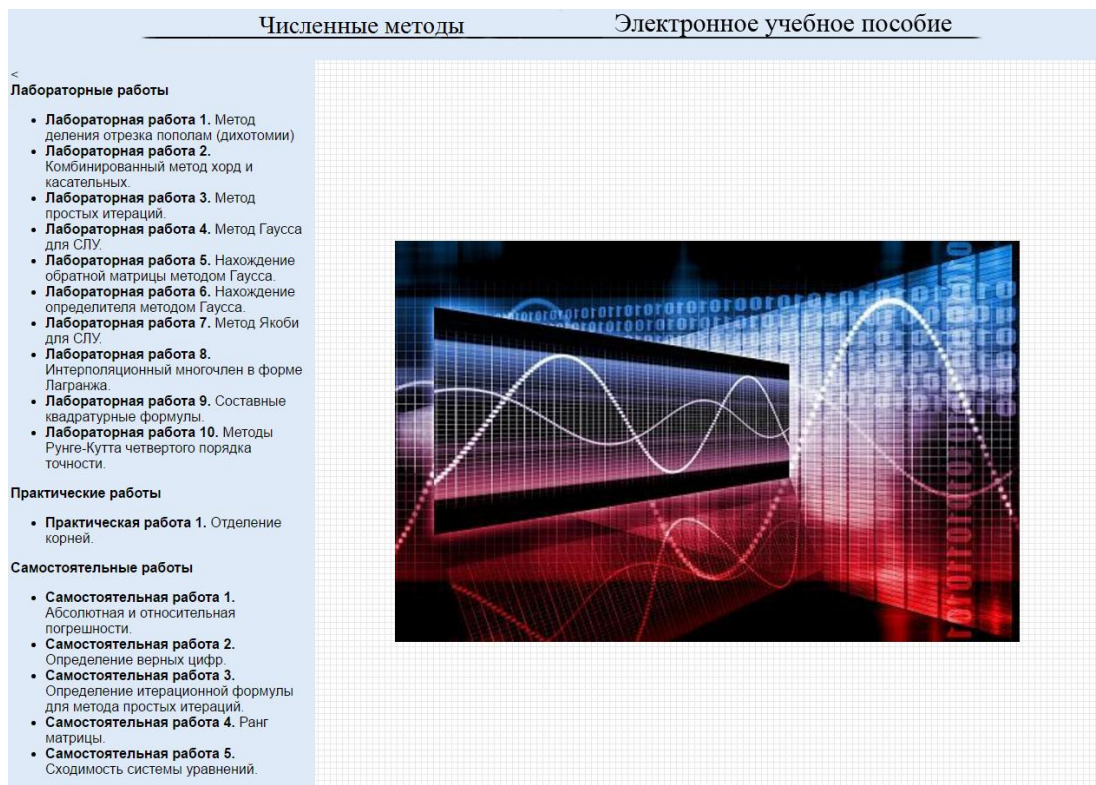 Численные методы Электронное учебное пособие
<
Лабораторные работы
Лабораторная работа 1. Метод
деления отрезка пополам (дихотомии)
Лабораторная работа 2.
Комбинированный метод хорд и
касательных.
Лабораторная работа 3. Метод
простых итераций.
Лабораторная работа 4. Метод Гаусса
для СЛУ.
Лабораторная работа 5. Нахождение
обратной матрицы методом Гаусса.
Лабораторная работа 6. Нахождение
определителя методом Гаусса.
Лабораторная работа 7. Метод Якоби
для СЛУ.
Лабораторная работа 8.
Интерполяционный многочлен в форме
Лагранжа.
Лабораторная работа 9. Составные
квадратурные формулы.
Лабораторная работа 10. Методы
Рунге-Кутта четвертого порядка
точности.
Практические работы
Практическая работа 1. Отделение
корней.
Самостоятельные работы
Самостоятельная работа 1.
Абсолютная и относительная
погрешности.
Самостоятельная работа 2.
Определение верных цифр.
Самостоятельная работа 3.
Определение итерационной формулы
для метода простых итераций.
Самостоятельная работа 4. Ранг
матрицы.
Самостоятельная работа 5.
Сходимость системы уравнений.